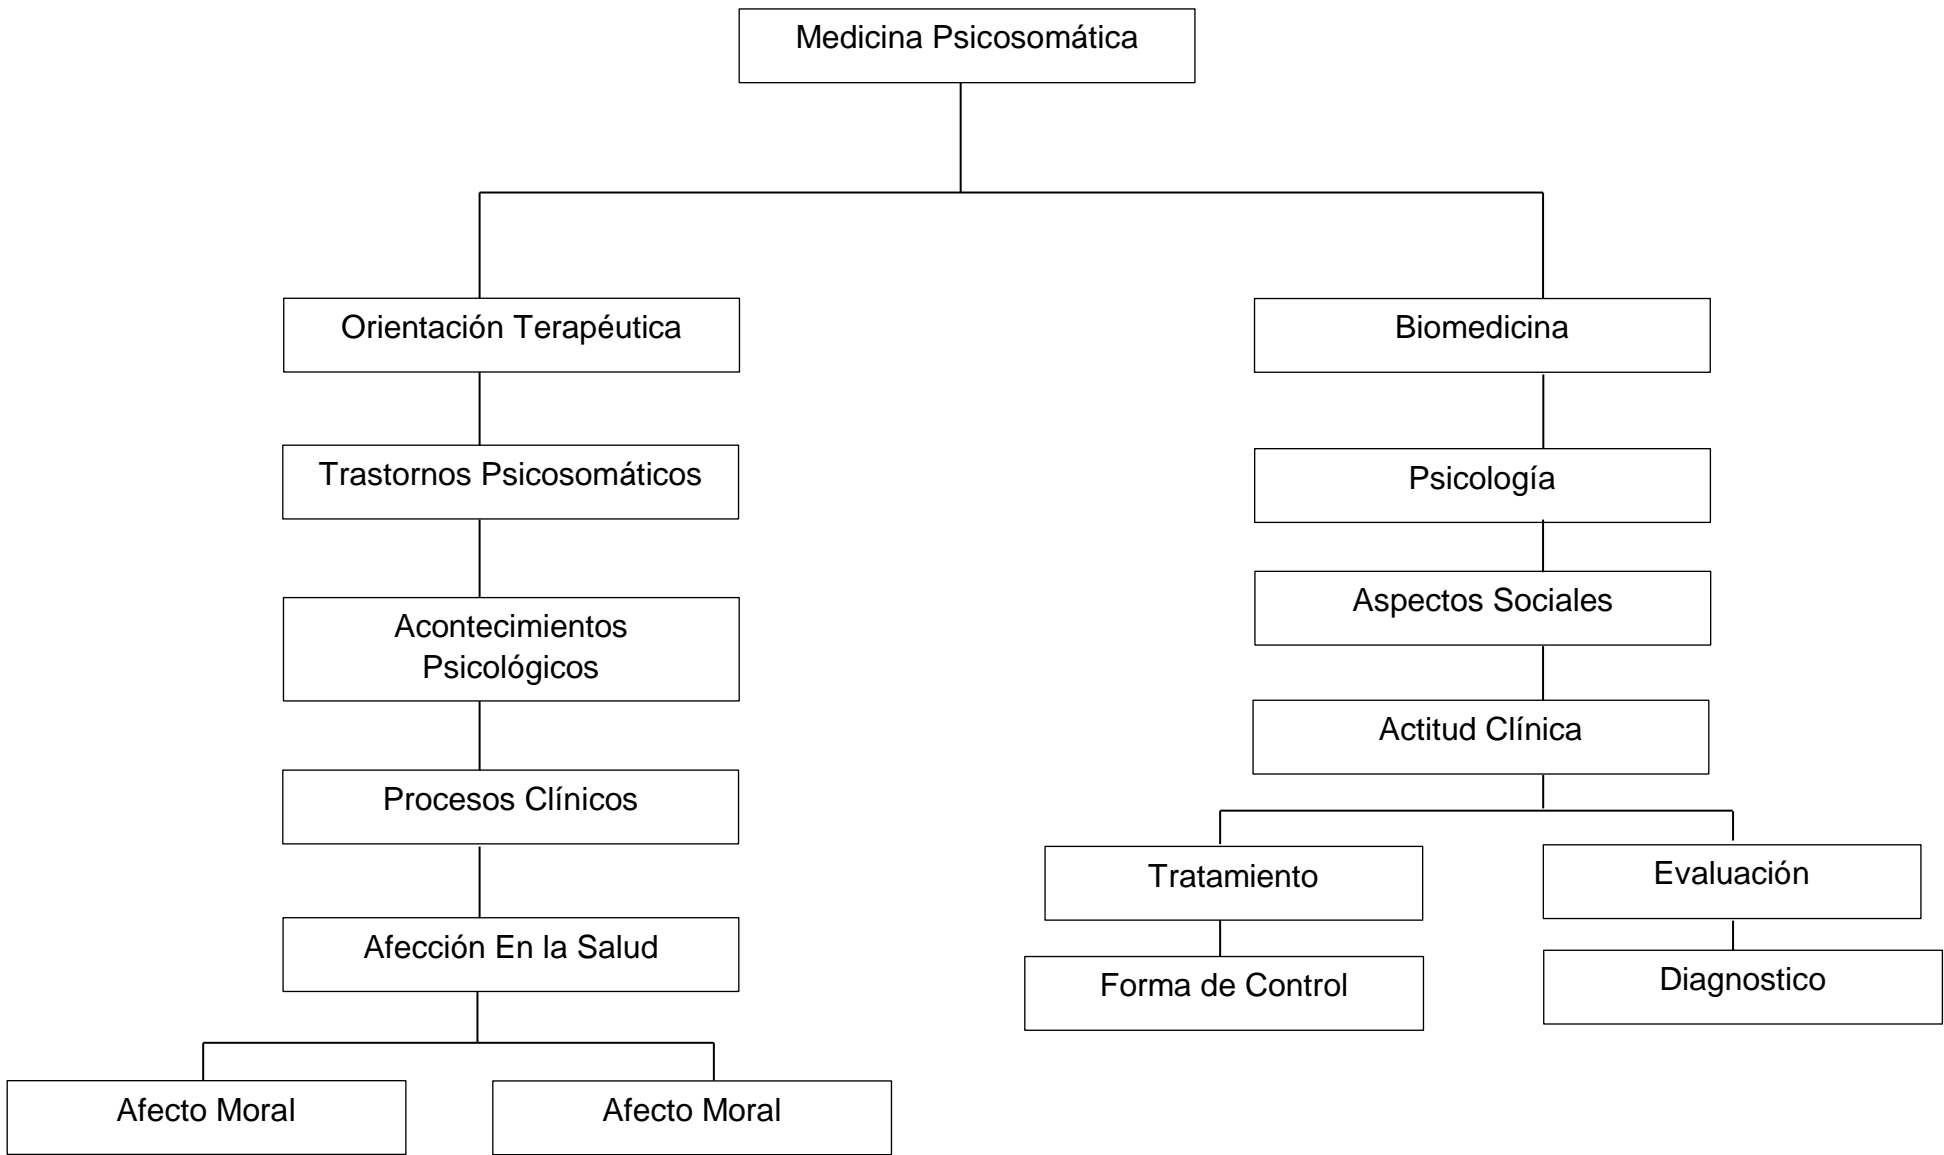 Medicina Psicosomática
Orientación Terapéutica
Biomedicina
Trastornos Psicosomáticos
Psicología
Acontecimientos
Psicológicos
Aspectos Sociales
Actitud Clínica
Procesos Clínicos
Tratamiento
Evaluación
Afección En la Salud
Forma de Control
Diagnostico
Afecto Moral
Afecto Moral